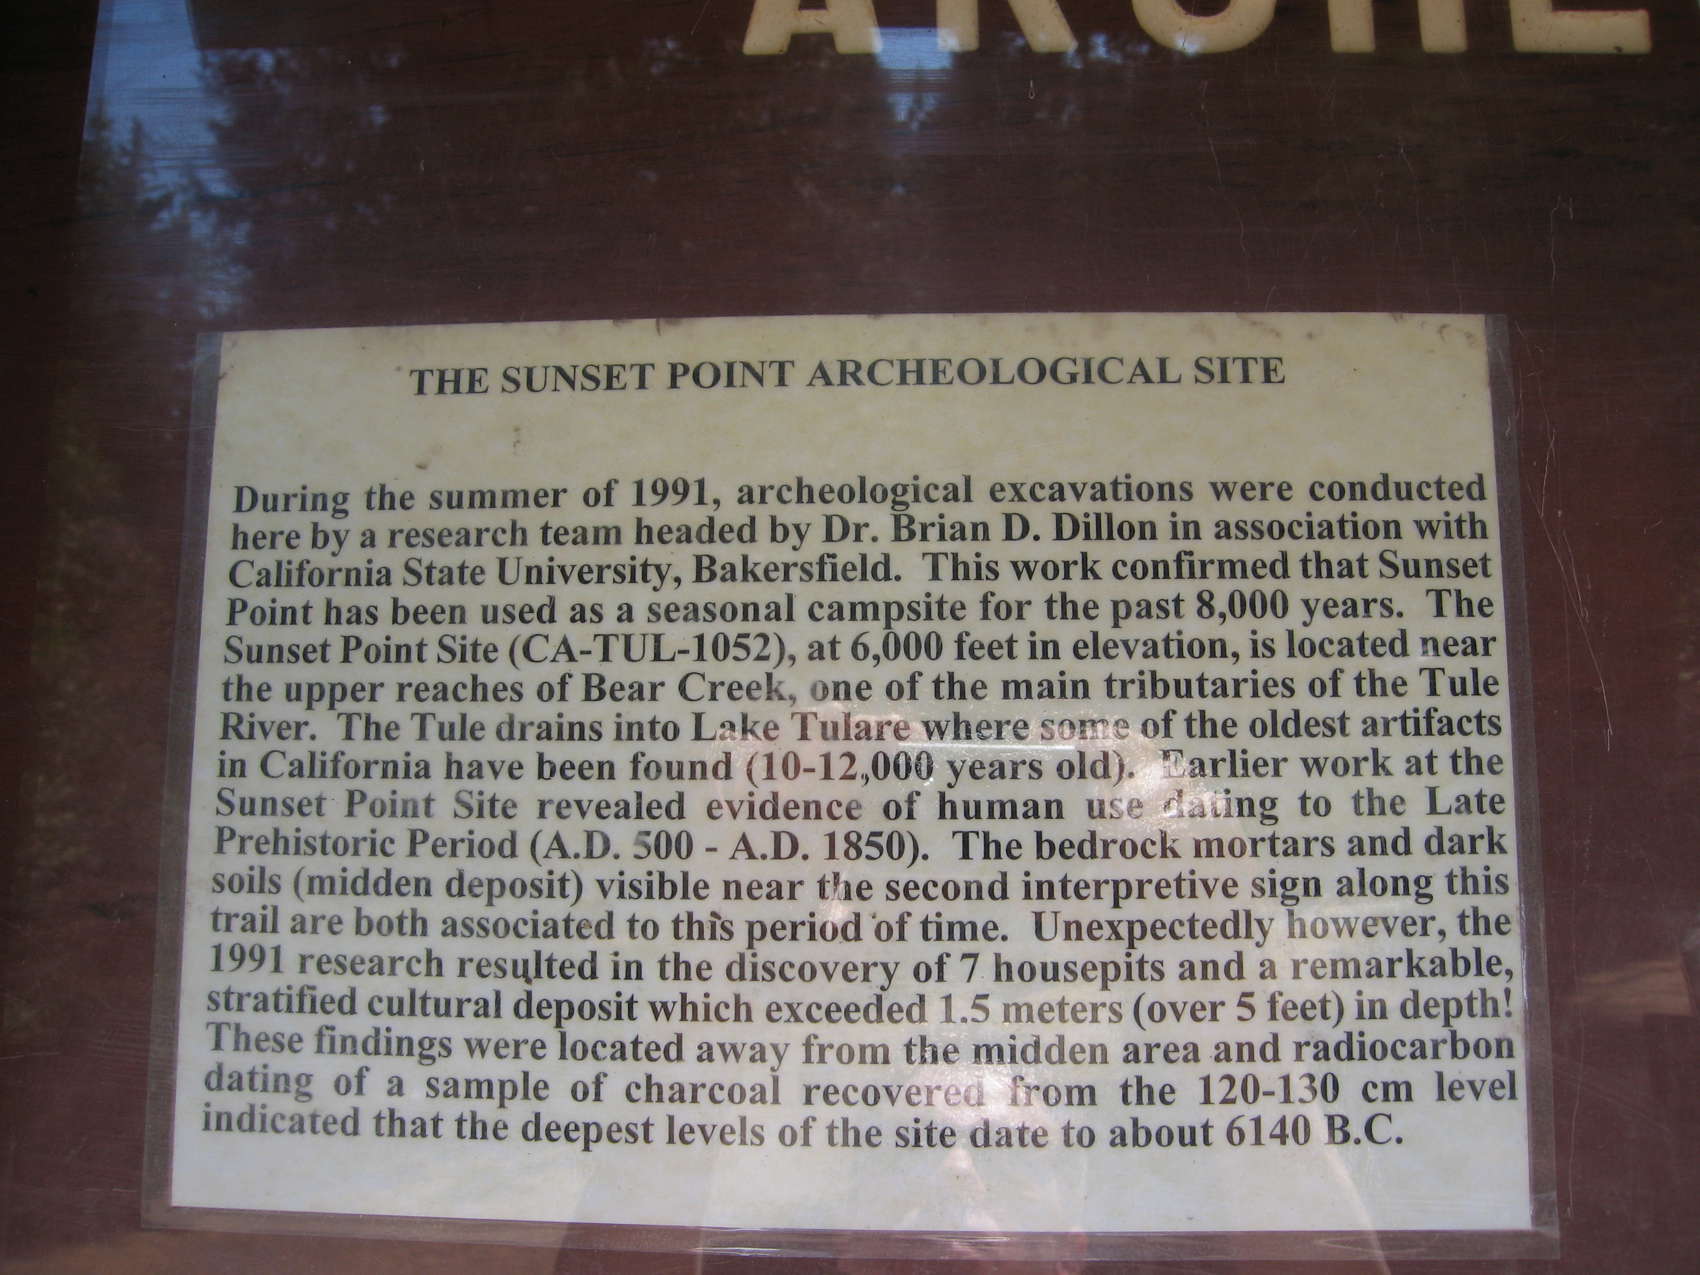 ARCHE
THE SUNSET POINT ARCHEOLOGICAL SITE
During the summer of 1991, archeological excavations were conducted
here by a research team headed by Dr. Brian D. Dillon in association with
California State University, Bakersfield. This work confirmed that Sunset
Point has been used as a seasonal campsite for the past 8,000 years. The
Sunset Point Site (CA-TUL-1052), at 6,000 feet in elevation, is located near
the upper reaches of Bear Creek, one of the main tributaries of the Tule
River. The Tule drains into Lake Tulare where some of the oldest artifacts
in California have been found (10-12,,000 years old). Earlier work at the
Sunset Point Site revealed evidence of human use dating to the Late
Prehistoric Period (A.D. 500 - A.D. 1850). The bedrock mortars and dark
soils (midden deposit) visible near the second interpretive sign along this
trail are both associated to this period of time. Unexpectedly however, the
1991 research resulted in the discovery of 7 housepits and a remarkable,
stratified cultural deposit which exceeded 1.5 meters (over 5 feet) in depth!
These findings were located away from the midden area and radiocarbon
dating of a sample of charcoal recovered from the 120-130 cm level
indicated that the deepest levels of the site date to about 6140 B.C.